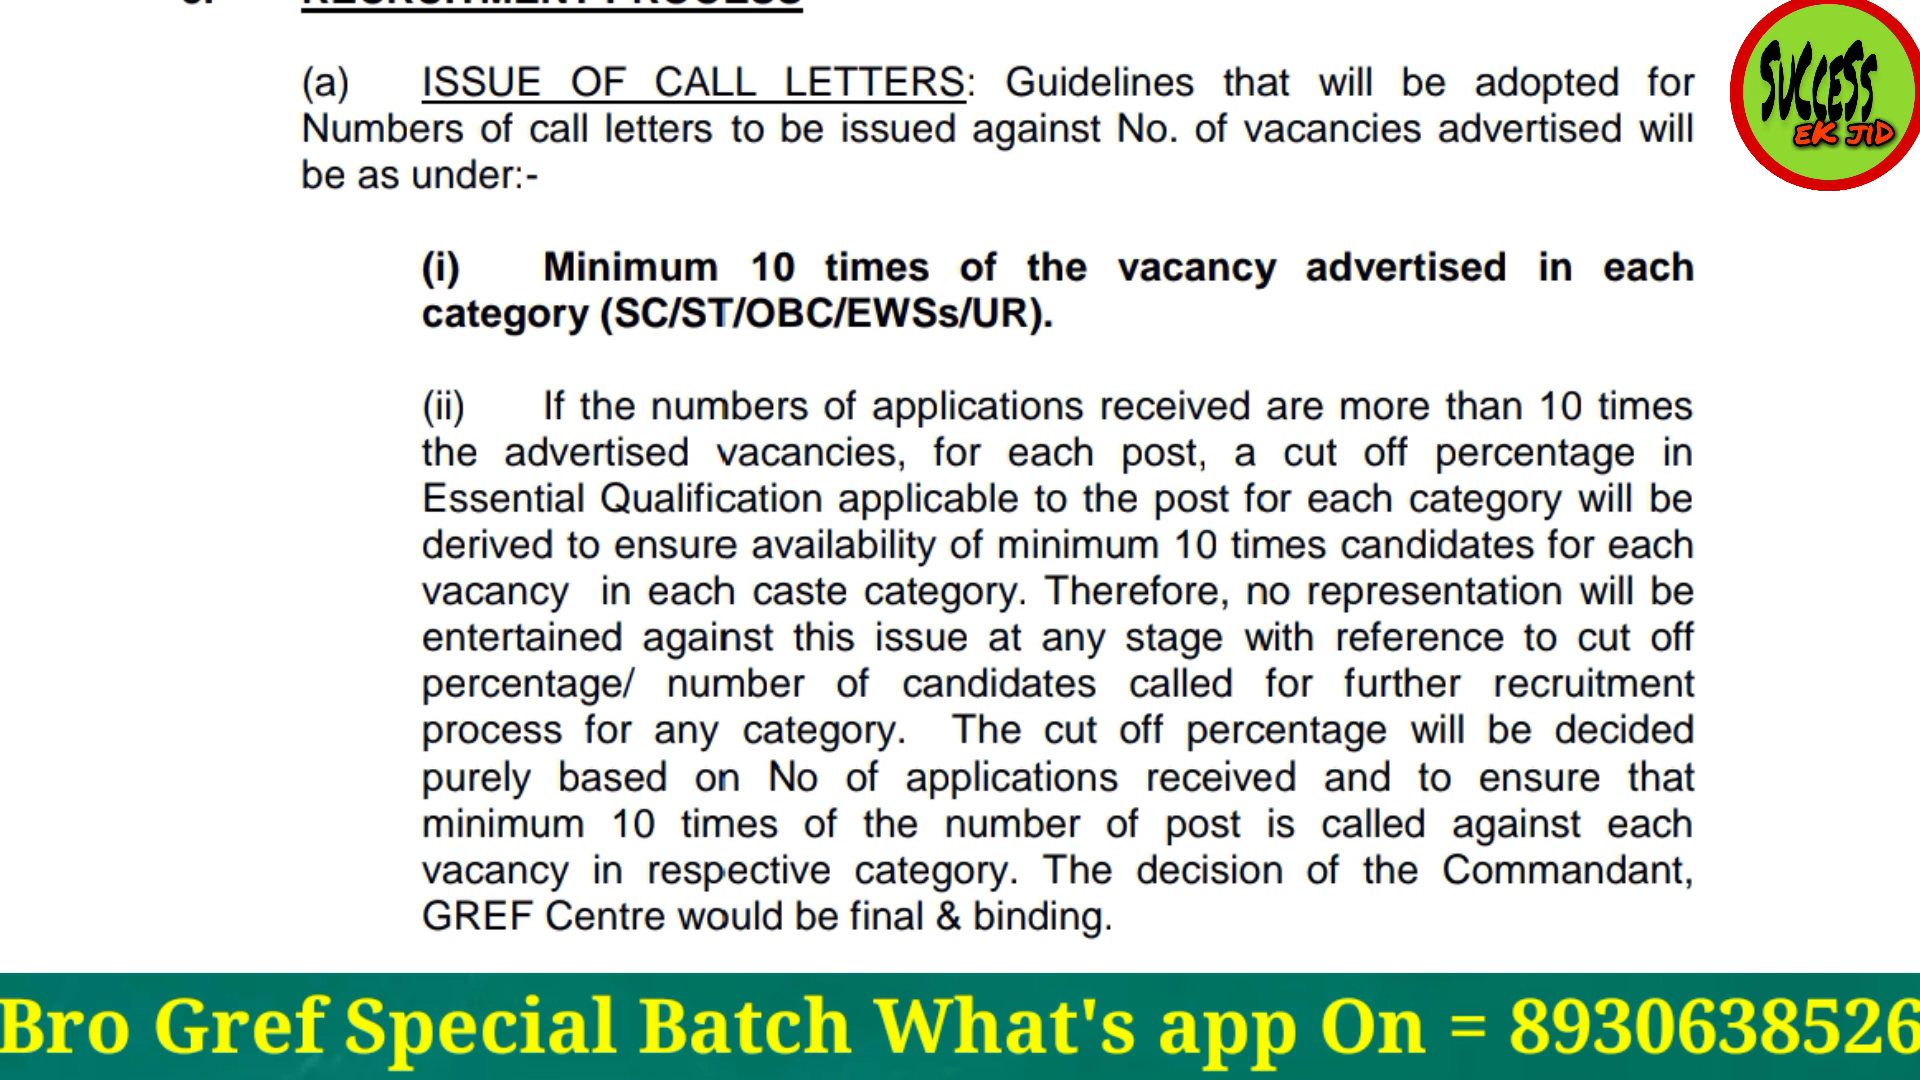 RECRUITMENT PROCESS
(a) ISSUE OF CALL LETTERS: Guidelines that will be adopted for
Numbers of call letters to be issued against No. of vacancies advertised will
be as under:-
(i) Minimum 10 times of the vacancy advertised in each
category (SC/ST/OBC/EWSs/UR).
(ii) If the numbers of applications received are more than 10 times
the advertised vacancies, for each post, a cut off percentage in
Essential Qualification applicable to the post for each category will be
derived to ensure availability of minimum 10 times candidates for each
vacancy in each caste category. Therefore, no representation will be
entertained against this issue at any stage with reference to cut off
percentage/ number of candidates called for further recruitment
process for any category. The cut off percentage will be decided
purely based on No of applications received and to ensure that
minimum 10 times of the number of post is called against each
vacancy in respective category. The decision of the Commandant,
GREF Centre would be final & binding.
SUCCESS
EK JID
Bro Gref Special Batch What's app On = 8930638526